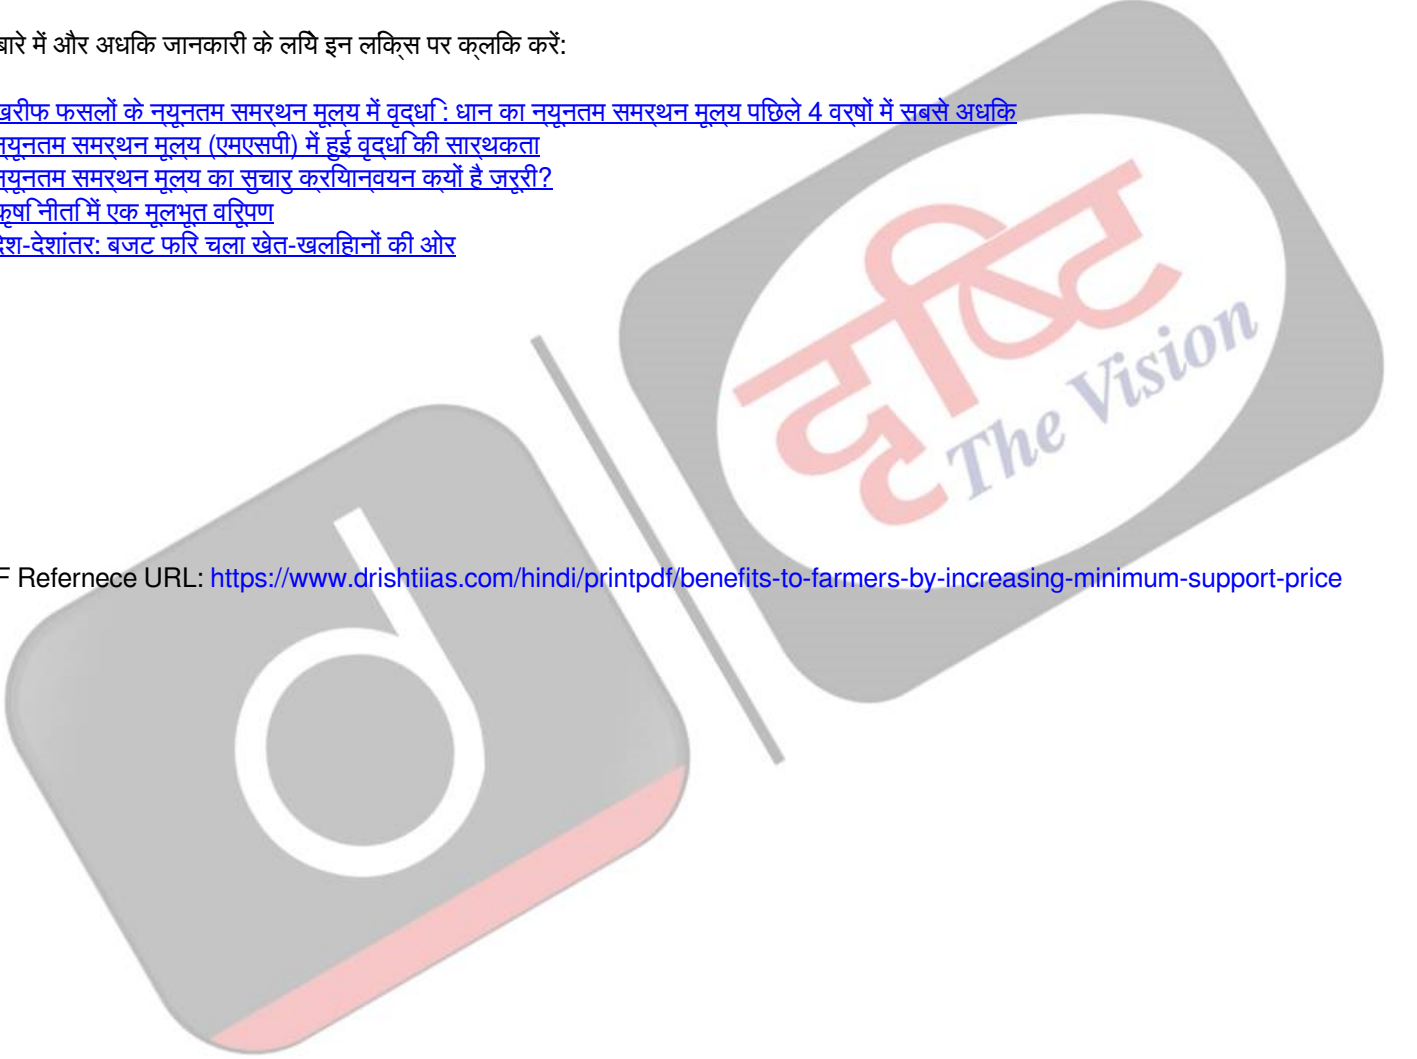 बारे में और अधिक जानकारी के लिये इन लिंक्स पर क्लिक करें:
खरीफ फसलों के न्यूनतम समर्थन मूल्य में वृद्धि : धान का न्यूनतम समर्थन मूल्य पिछले 4 वर्षों में सबसे अधिक
न्यूनतम समर्थन मूल्य (एमएसपी) में हुई वृद्धि की सार्थकता
न्यूनतम समर्थन मूल्य का सुचारु क्रियान्वयन क्यों है ज़रूरी?
कृषि नीति में एक मूलभूत विरूपण
देश-देशांतर: बजट फिर चला खेत-खलिहानों की ओर
दृष्टि
The Vision
d
F Refernece URL: https://www.drishtiias.com/hindi/printpdf/benefits-to-farmers-by-increasing-minimum-support-price